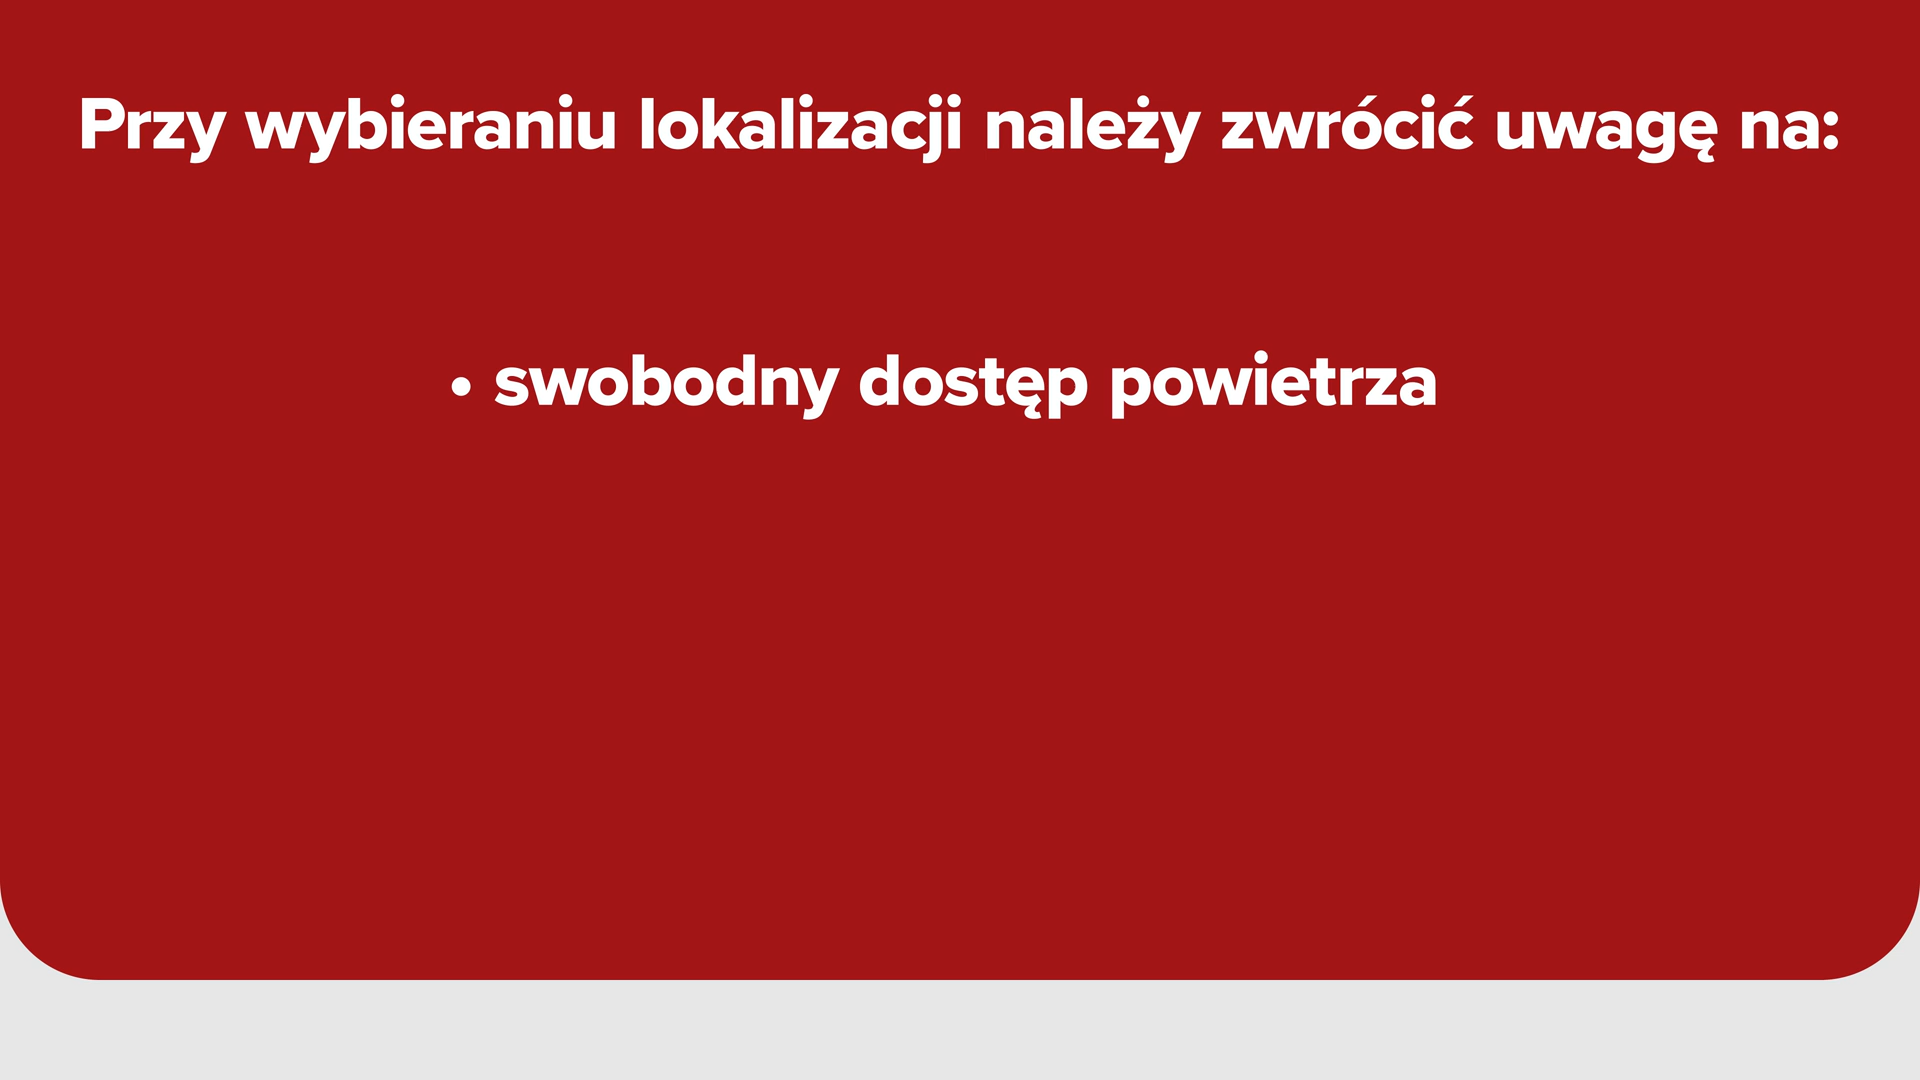 Przy wybieraniu lokalizacji należy zwrócić uwagę na:
• swobodny dostęp powietrza